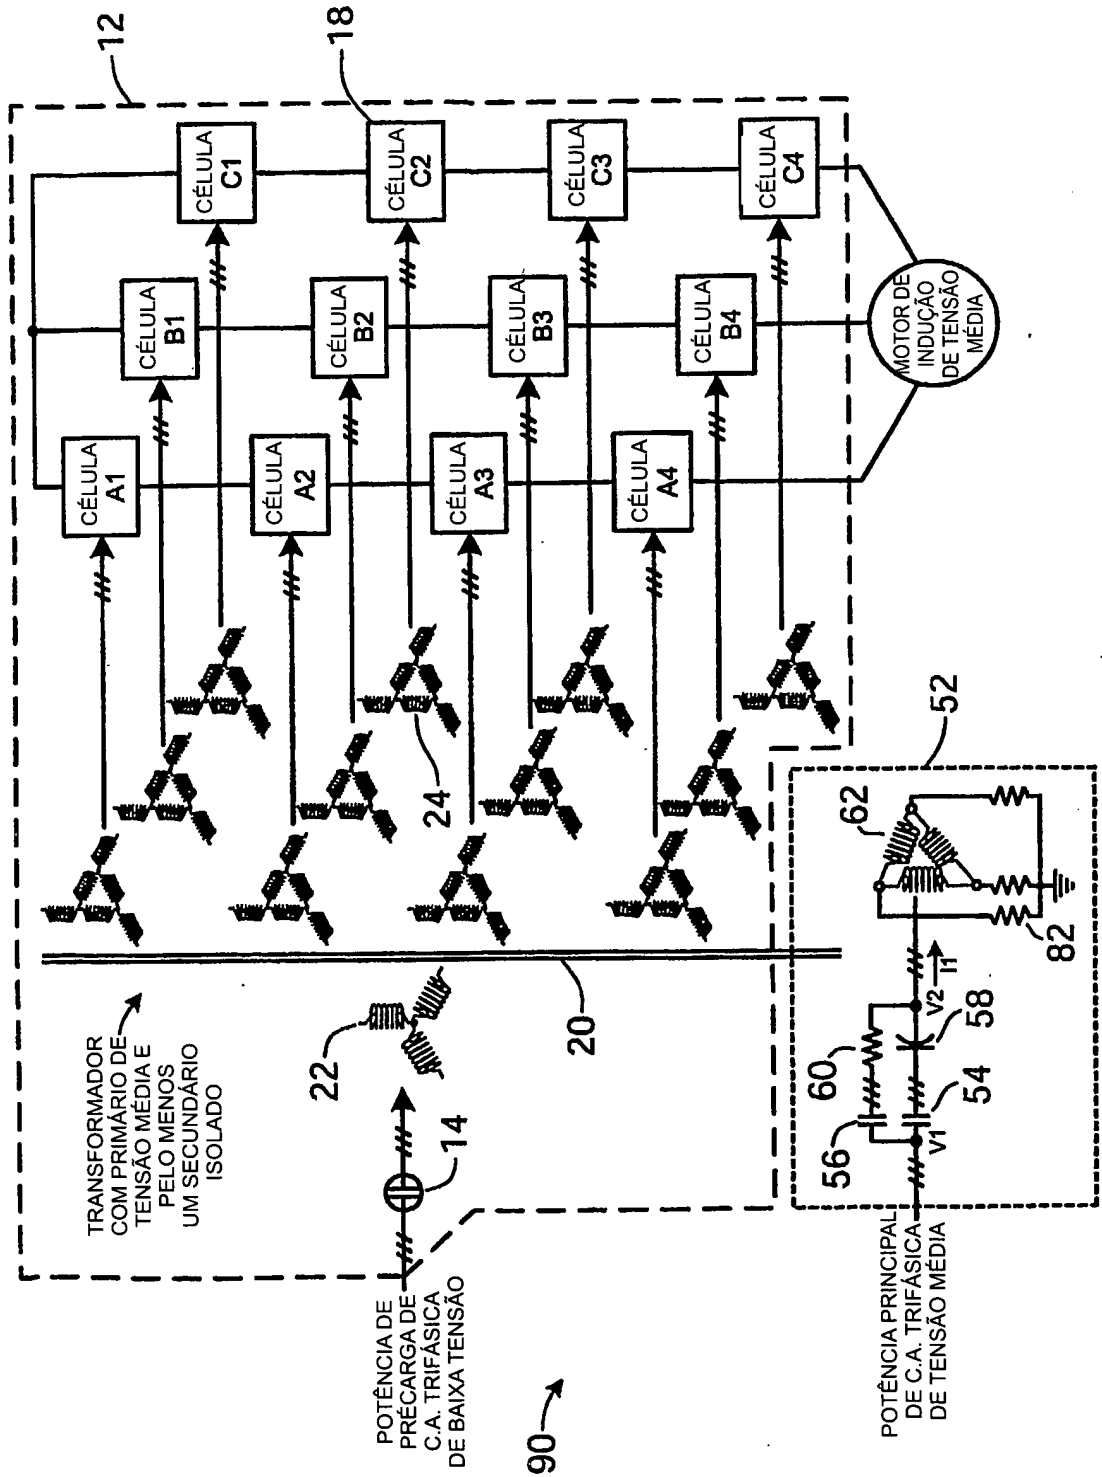 12
18
CÉLULA
C1
CÉLULA
C2
CÉLULA
C3
CÉLULA
C4
CÉLULA
B1
CÉLULA
B2
CÉLULA
B3
CÉLULA
B4
CÉLULA
A1
CÉLULA
A2
CÉLULA
A3
CÉLULA
A4
MOTOR DE
INDUÇÃO
DE TENSÃO
MÉDIA
24
52
62
82
TRANSFORMADOR
COM PRIMÁRIO DE
TENSÃO MÉDIA E
PELO MENOS
UM SECUNDÁRIO
ISOLADO
22
20
14
V2
I1
58
60
54
56
V1
POTÊNCIA DE
PRÉCARGA DE
C.A. TRIFÁSICA
DE BAIXA TENSÃO
POTÊNCIA PRINCIPAL
DE C.A. TRIFÁSICA
DE TENSÃO MÉDIA
90